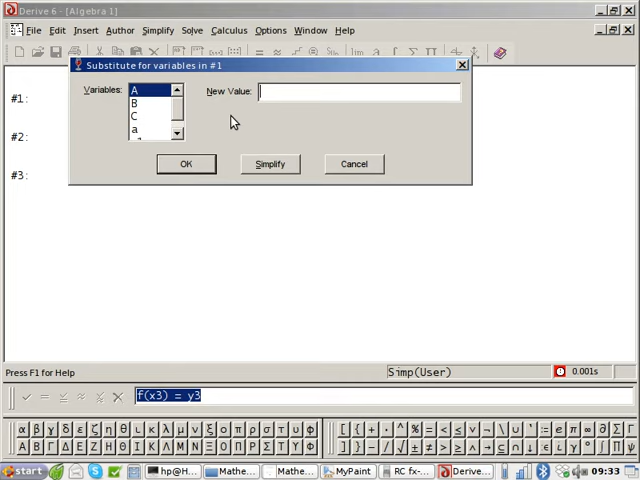 Derive 6 - [Algebra 1]
File Edit Insert Author Simplify Solve Calculus Options Window Help
Substitute for variables in #1
#1:
#2:
#3:
Variables:
A
B
C
a
New Value:
OK Simplify Cancel
Press F1 for Help Simp(User) 0.001s
f(x3) = y3
α β γ δ ε ζ η θ ι κ λ μ ν ξ ο π ρ σ τ υ φ
[ ( + · ^ % = < ≤ ∨ ¬ ∩ ⊂ := e ø ∞ ∂ ∑ ∫
Α Β Γ Δ Ε Ζ Η Θ Ι Κ Λ Μ Ν Ξ Ο Π Ρ Σ Τ Υ Φ
start hp@H... Mathe... Mathe... MyPaint RC fx-... Derive... 09:33